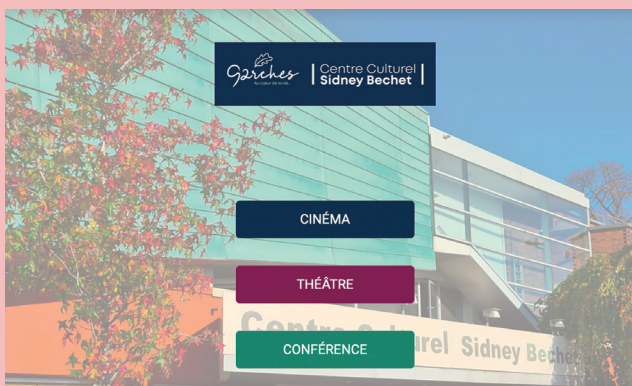 Garches
Centre Culturel
Sidney Bechet
CINÉMA
THÉÂTRE
Centre Culturel Sidney Bechet
CONFÉRENCE